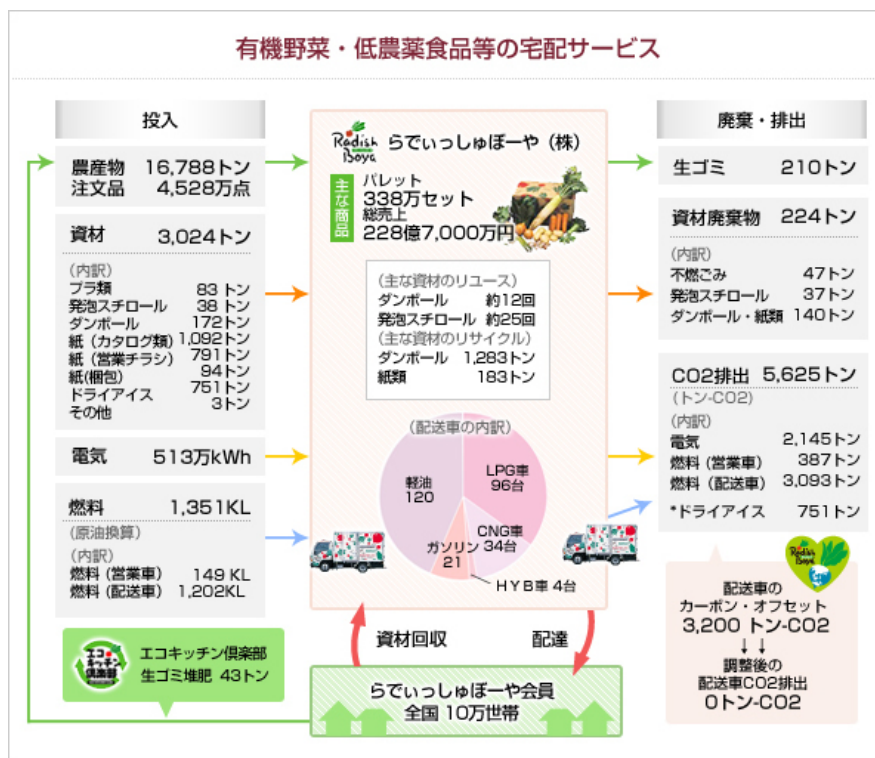 有機野菜・低農薬食品等の宅配サービス
投入
農産物 16,788トン
注文品 4,528万点
資材 3,024トン
(内訳)
プラ類 83 トン
発泡スチロール 38 トン
ダンボール 172トン
紙 (カタログ類) 1,092トン
紙 (営業チラシ) 791トン
紙(梱包) 94トン
ドライアイス 751トン
その他 3トン
電気 513万kWh
燃料 1,351KL
(原油換算)
(内訳)
燃料 (営業車) 149 KL
燃料 (配送車) 1,202KL
エコキッチン倶楽部
エコキッチン倶楽部
生ゴミ堆肥 43トン
Radish Boya
らでぃっしゅぼーや (株)
主な商品
パレット
338万セット
総売上
228億7,000万円
(主な資材のリユース)
ダンボール 約12回
発泡スチロール 約25回
(主な資材のリサイクル)
ダンボール 1,283トン
紙類 183トン
(配送車の内訳)
軽油
120
LPG車
96台
CNG車
34台
ガソリン
21
HYB車 4台
資材回収
配達
らでぃっしゅぼーや会員
全国 10万世帯
廃棄・排出
生ゴミ 210トン
資材廃棄物 224トン
(内訳)
不燃ごみ 47トン
発泡スチロール 37トン
ダンボール・紙類 140トン
CO2排出 5,625トン
(トン-CO2)
(内訳)
電気 2,145トン
燃料 (営業車) 387トン
燃料 (配送車) 3,093トン
*ドライアイス 751トン
Radish Boya
配送車の
カーボン・オフセット
3,200 トン-CO2
↓ ↓
調整後の
配送車CO2排出
0トン-CO2